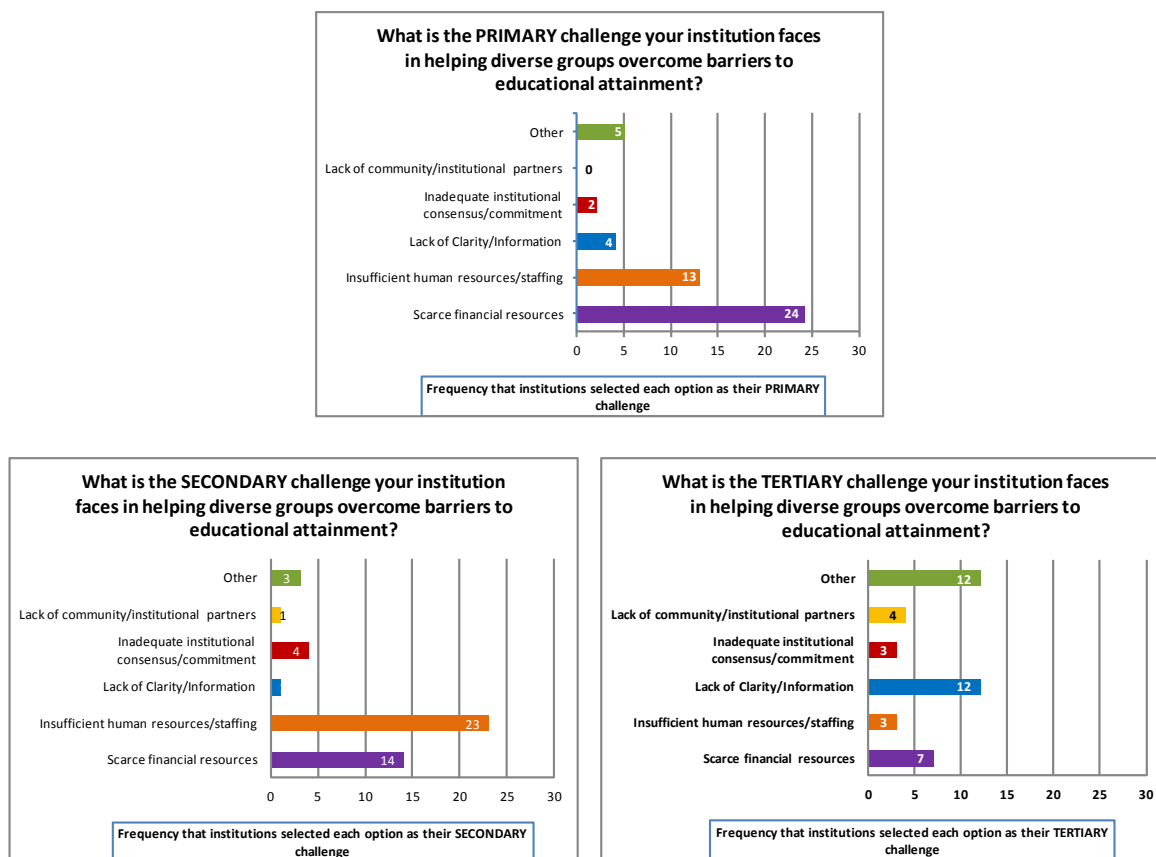 What is the PRIMARY challenge your institution faces
in helping diverse groups overcome barriers to
educational attainment?
Other
5
Lack of community/institutional partners
0
Inadequate institutional
consensus/commitment
2
Lack of Clarity/Information
4
Insufficient human resources/staffing
13
Scarce financial resources
24
0 5 10 15 20 25 30
Frequency that institutions selected each option as their PRIMARY
challenge
What is the SECONDARY challenge your institution
faces in helping diverse groups overcome barriers to
educational attainment?
Other
3
Lack of community/institutional partners
1
Inadequate institutional
consensus/commitment
4
Lack of Clarity/Information
Insufficient human resources/staffing
23
Scarce financial resources
14
0 5 10 15 20 25 30
Frequency that institutions selected each option as their SECONDARY
challenge
What is the TERTIARY challenge your institution faces
in helping diverse groups overcome barriers to
educational attainment?
Other
12
Lack of community/institutional partners
4
Inadequate institutional
consensus/commitment
3
Lack of Clarity/Information
12
Insufficient human resources/staffing
3
Scarce financial resources
7
0 5 10 15 20 25 30
Frequency that institutions selected each option as their TERTIARY
challenge